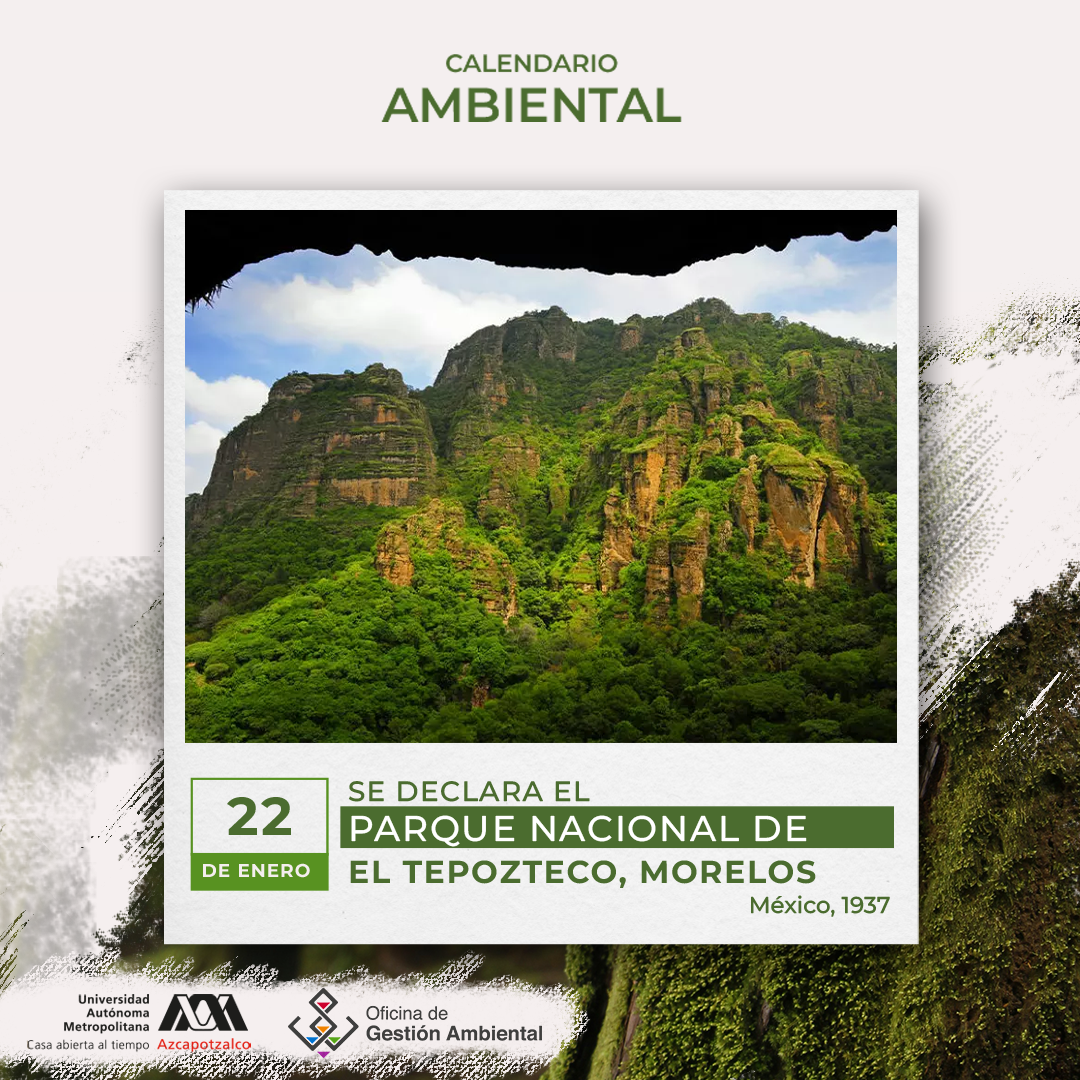 CALENDARIO
AMBIENTAL
22
DE ENERO
SE DECLARA EL
PARQUE NACIONAL DE
EL TEPOZTECO, MORELOS
México, 1937
Universidad
Autónoma
Metropolitana
Casa abierta al tiempo Azcapotzalco
Oficina de
Gestión Ambiental